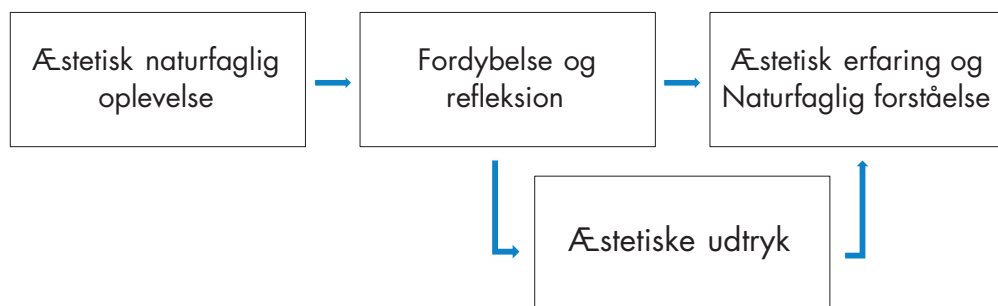 Æstetisk naturfaglig
oplevelse
Fordybelse og
refleksion
Æstetisk erfaring og
Naturfaglig forståelse
Æstetiske udtryk